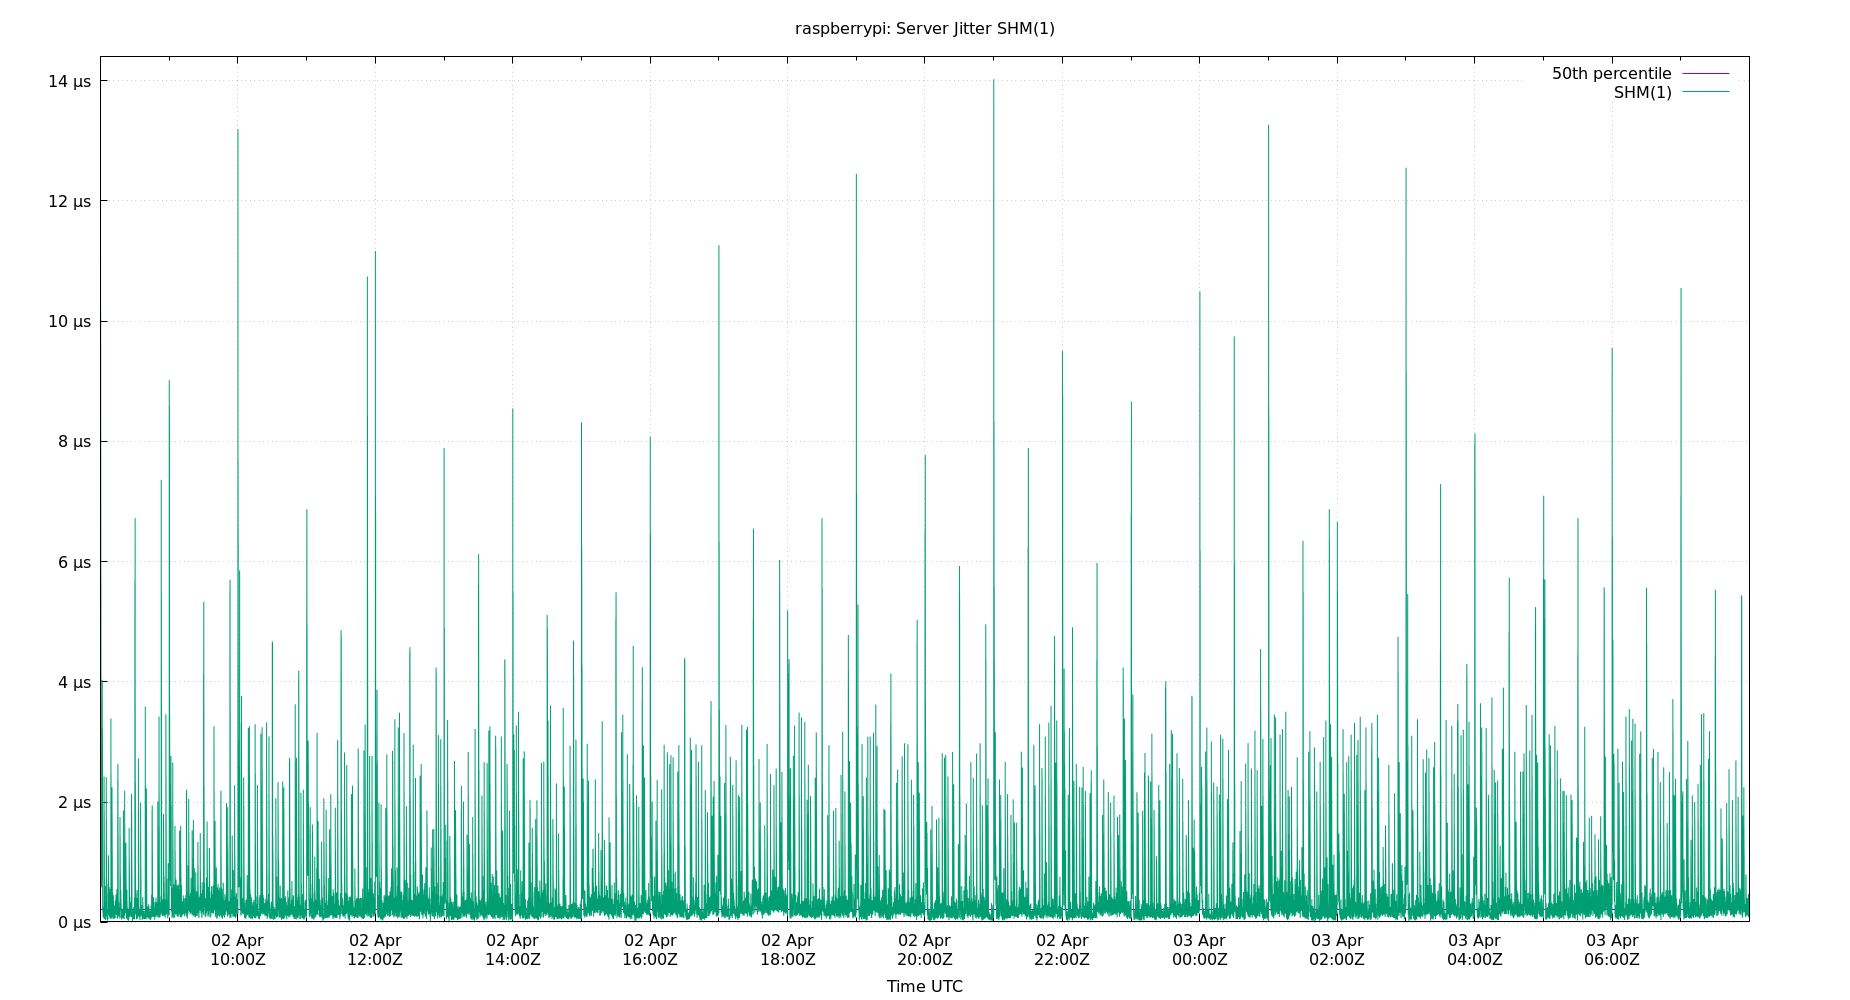 raspberrypi: Server Jitter SHM(1)
50th percentile
SHM(1)
14 µs
12 µs
10 µs
8 µs
6 µs
4 µs
2 µs
0 µs
02 Apr 02 Apr 02 Apr 02 Apr 02 Apr 02 Apr 02 Apr 03 Apr 03 Apr 03 Apr 03 Apr
10:00Z 12:00Z 14:00Z 16:00Z 18:00Z 20:00Z 22:00Z 00:00Z 02:00Z 04:00Z 06:00Z
Time UTC